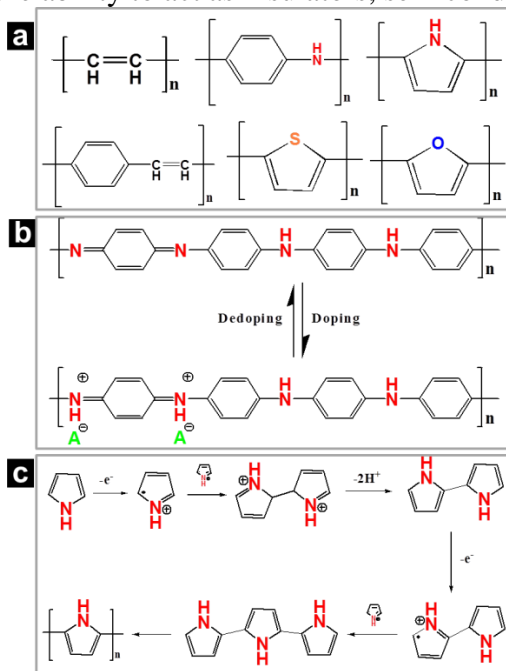 a
H C=C H n
H N n
H N n
C=C H H n
S n
O n
b
N N H N H N n
Dedoping Doping
⊕ ⊕
N H N H H N H N n
A⊖ A⊖
c
N H -e⁻ N H ⊕ ⊕ H N N H ⊕ -2H⁺ H N N H
-e⁻
H N n H N H N H N ⊕ H N N H